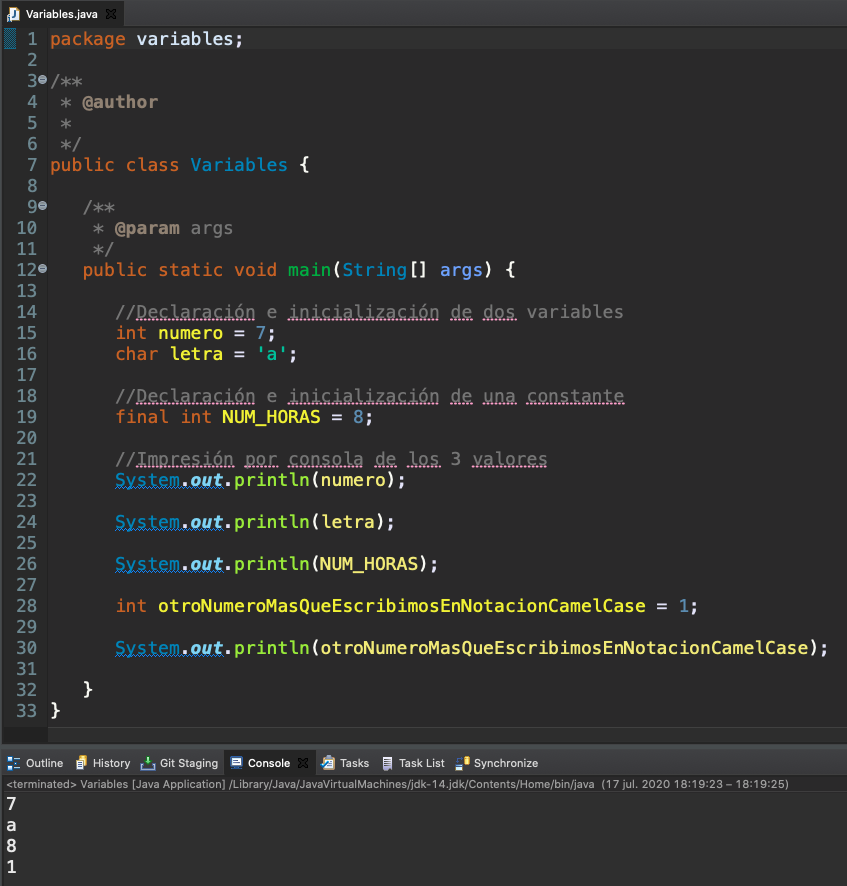 Variables.java
1 package variables;
2
3 /**
4  * @author
5  *
6  */
7 public class Variables {
8
9    /**
10     * @param args
11     */
12    public static void main(String[] args) {
13
14       //Declaración e inicialización de dos variables
15       int numero = 7;
16       char letra = 'a';
17
18       //Declaración e inicialización de una constante
19       final int NUM_HORAS = 8;
20
21       //Impresión por consola de los 3 valores
22       System.out.println(numero);
23
24       System.out.println(letra);
25
26       System.out.println(NUM_HORAS);
27
28       int otroNumeroMasQueEscribimosEnNotacionCamelCase = 1;
29
30       System.out.println(otroNumeroMasQueEscribimosEnNotacionCamelCase);
31
32    }
33 }
Outline History Git Staging Console Tasks Task List Synchronize
<terminated> Variables [Java Application] /Library/Java/JavaVirtualMachines/jdk-14.jdk/Contents/Home/bin/java (17 jul. 2020 18:19:23 – 18:19:25)
7
a
8
1